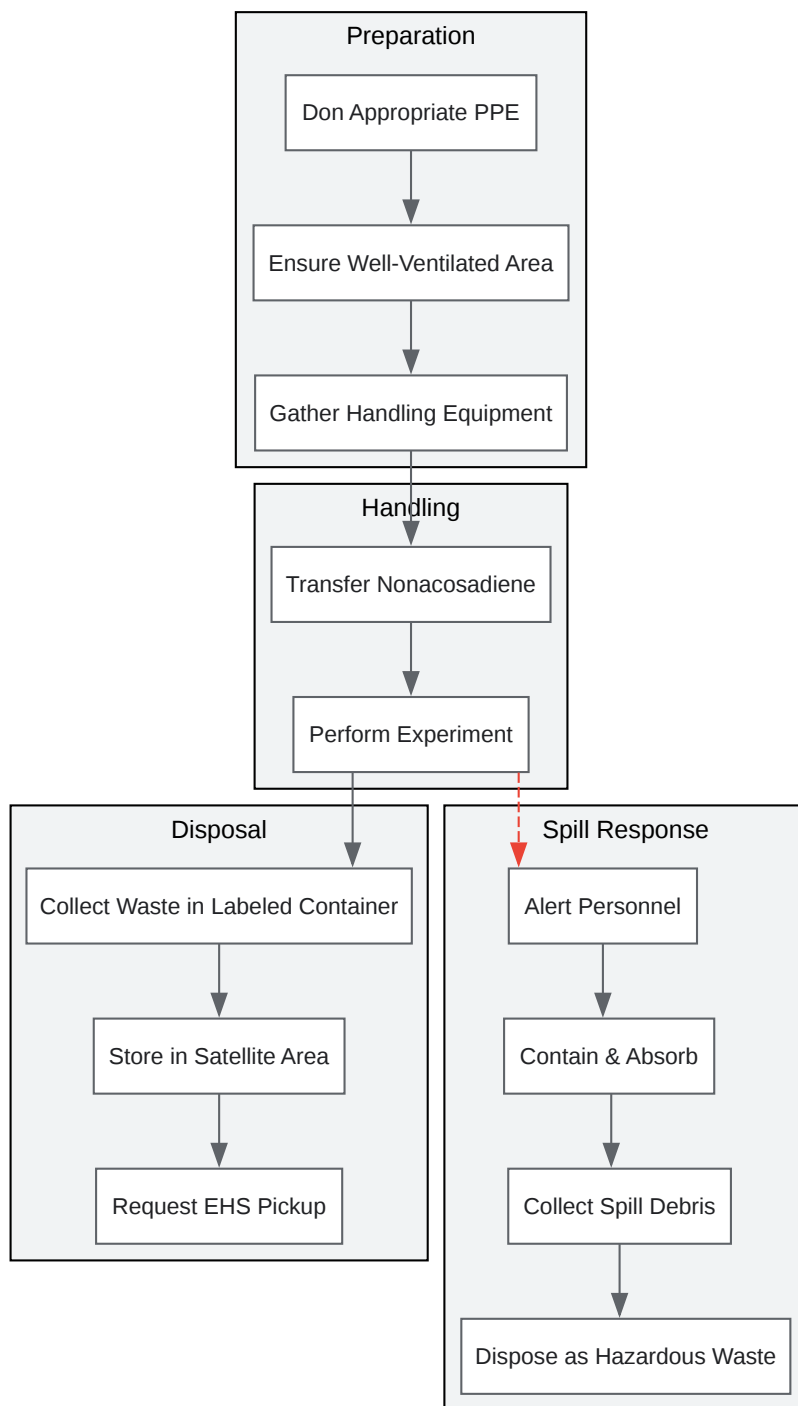 Preparation
Don Appropriate PPE
Ensure Well-Ventilated Area
Gather Handling Equipment
Handling
Transfer Nonacosadiene
Perform Experiment
Disposal
Collect Waste in Labeled Container
Store in Satellite Area
Request EHS Pickup
Spill Response
Alert Personnel
Contain & Absorb
Collect Spill Debris
Dispose as Hazardous Waste